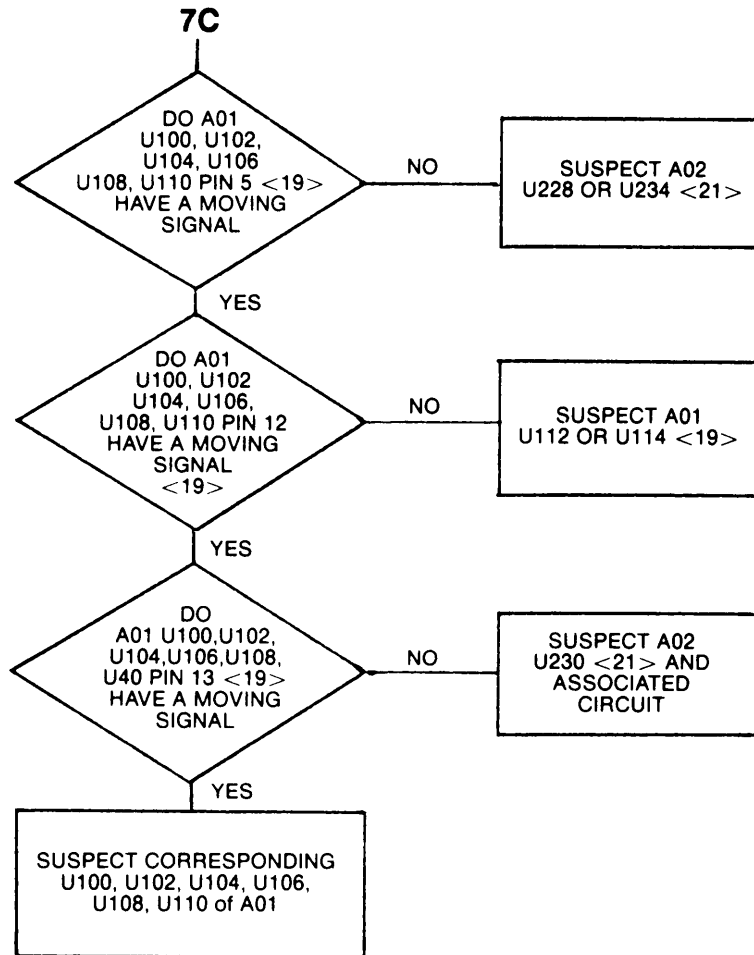 7C
DO A01
U100, U102,
U104, U106
U108, U110 PIN 5 <19>
HAVE A MOVING
SIGNAL
NO
SUSPECT A02
U228 OR U234 <21>
YES
DO A01
U100, U102
U104, U106,
U108, U110 PIN 12
HAVE A MOVING
SIGNAL
<19>
NO
SUSPECT A01
U112 OR U114 <19>
YES
DO
A01 U100,U102,
U104,U106,U108,
U40 PIN 13 <19>
HAVE A MOVING
SIGNAL
NO
SUSPECT A02
U230 <21> AND
ASSOCIATED
CIRCUIT
YES
SUSPECT CORRESPONDING
U100, U102, U104, U106,
U108, U110 of A01